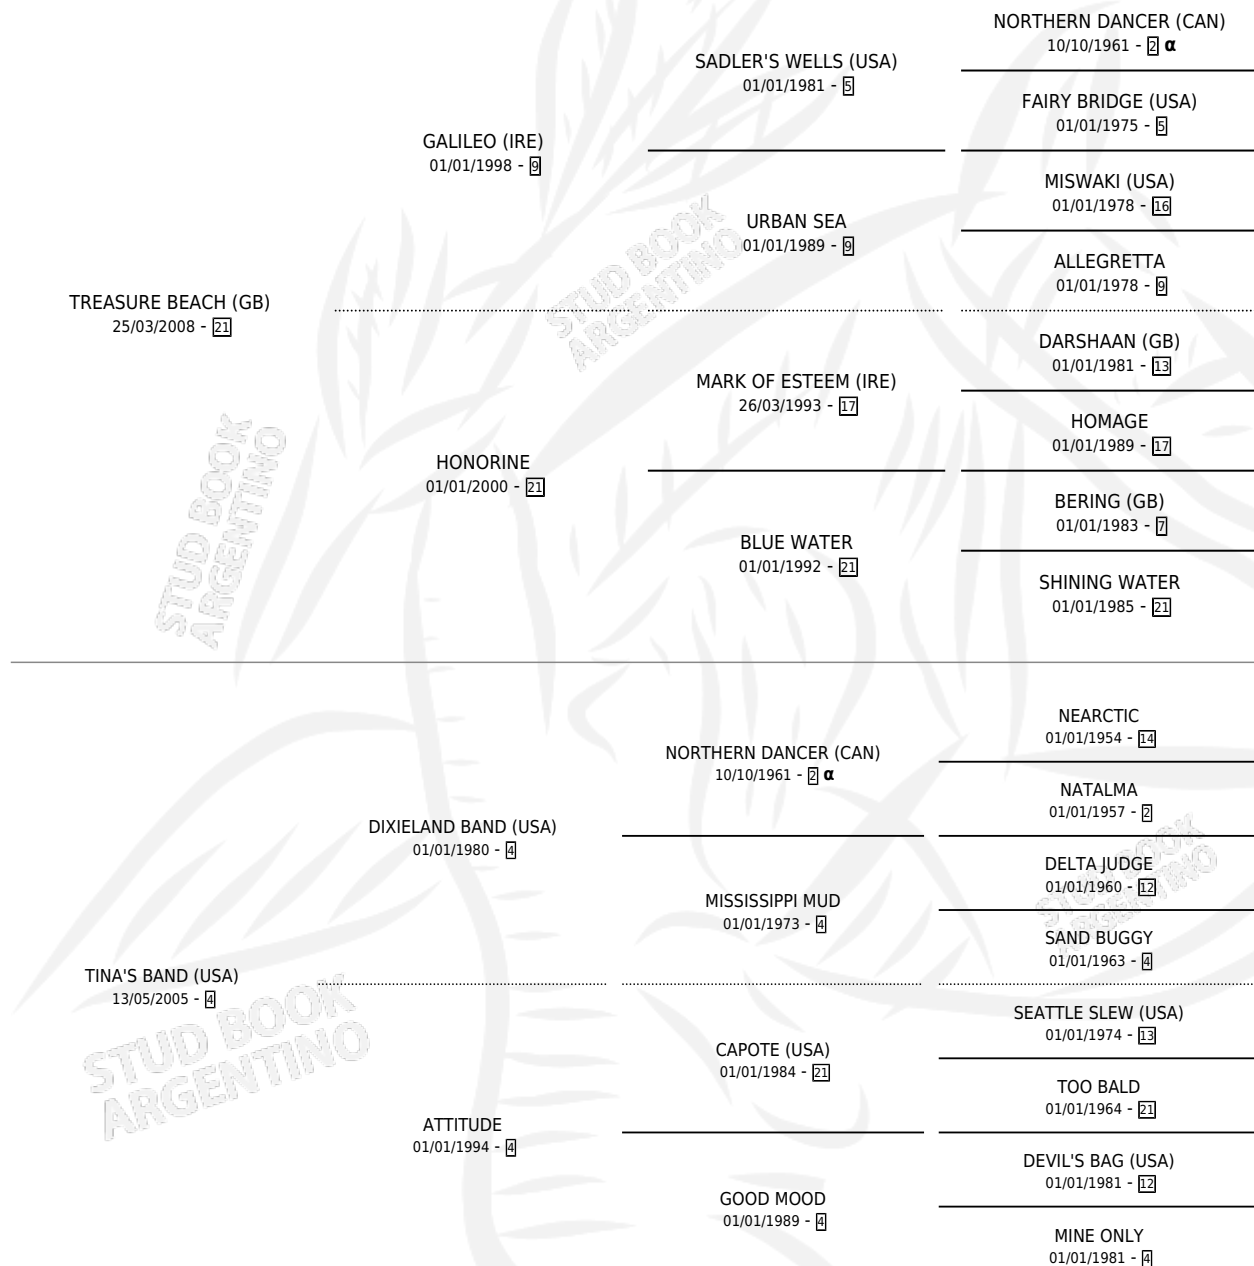 NORTHERN DANCER (CAN)
10/10/1961 - 2 α
SADLER'S WELLS (USA)
01/01/1981 - 5
FAIRY BRIDGE (USA)
01/01/1975 - 5
GALILEO (IRE)
01/01/1998 - 9
MISWAKI (USA)
01/01/1978 - 16
URBAN SEA
01/01/1989 - 9
ALLEGRETTA
01/01/1978 - 9
TREASURE BEACH (GB)
25/03/2008 - 21
DARSHAAN (GB)
01/01/1981 - 13
MARK OF ESTEEM (IRE)
26/03/1993 - 17
HOMAGE
01/01/1989 - 17
HONORINE
01/01/2000 - 21
BERING (GB)
01/01/1983 - 7
BLUE WATER
01/01/1992 - 21
SHINING WATER
01/01/1985 - 21
NEARCTIC
01/01/1954 - 14
NORTHERN DANCER (CAN)
10/10/1961 - 2 α
NATALMA
01/01/1957 - 2
DIXIELAND BAND (USA)
01/01/1980 - 4
DELTA JUDGE
01/01/1960 - 12
MISSISSIPPI MUD
01/01/1973 - 4
SAND BUGGY
01/01/1963 - 4
TINA'S BAND (USA)
13/05/2005 - 4
SEATTLE SLEW (USA)
01/01/1974 - 13
CAPOTE (USA)
01/01/1984 - 21
TOO BALD
01/01/1964 - 21
ATTITUDE
01/01/1994 - 4
DEVIL'S BAG (USA)
01/01/1981 - 12
GOOD MOOD
01/01/1989 - 4
MINE ONLY
01/01/1981 - 4
STUD BOOK
ARGENTINO
STUD BOOK
ARGENTINO
STUD BOOK
ARGENTINO
STUD BOOK
ARGENTINO